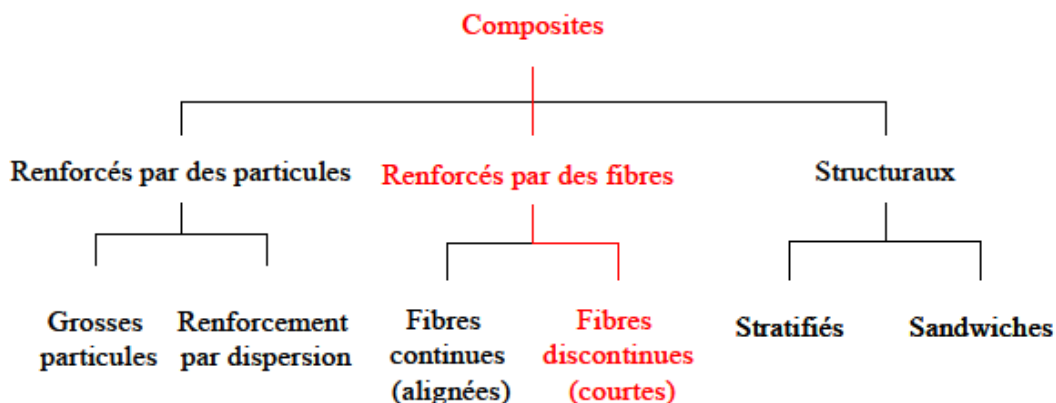 Composites
Renforcés par des particules
Renforcés par des fibres
Structuraux
Grosses
particules
Renforcement
par dispersion
Fibres
continues
(alignées)
Fibres
discontinues
(courtes)
Stratifiés
Sandwiches